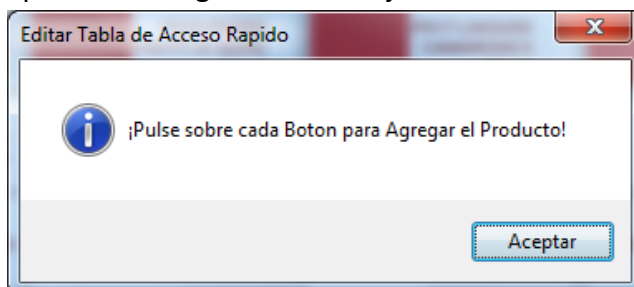 Editar Tabla de Acceso Rapido
¡Pulse sobre cada Boton para Agregar el Producto!
Aceptar